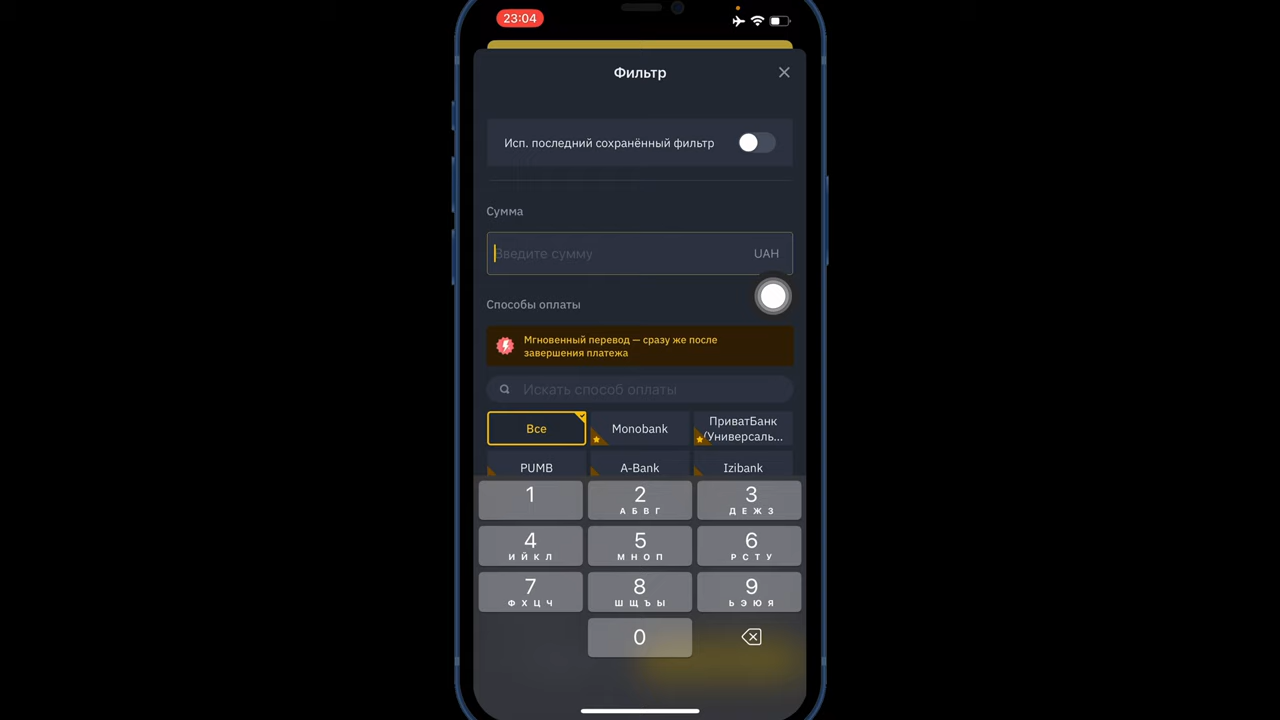 23:04
Фильтр
Исп. последний сохранённый фильтр
Сумма
Введите сумму UAH
Способы оплаты
Мгновенный перевод — сразу же после
завершения платежа
Искать способ оплаты
Все Monobank ПриватБанк
(Универсаль...
PUMB A-Bank Izibank
1 2 3
А Б В Г Д Е Ж З
4 5 6
И Й К Л М Н О П Р С Т У
7 8 9
Ф Х Ц Ч Ш Щ Ъ Ы Ь Э Ю Я
0